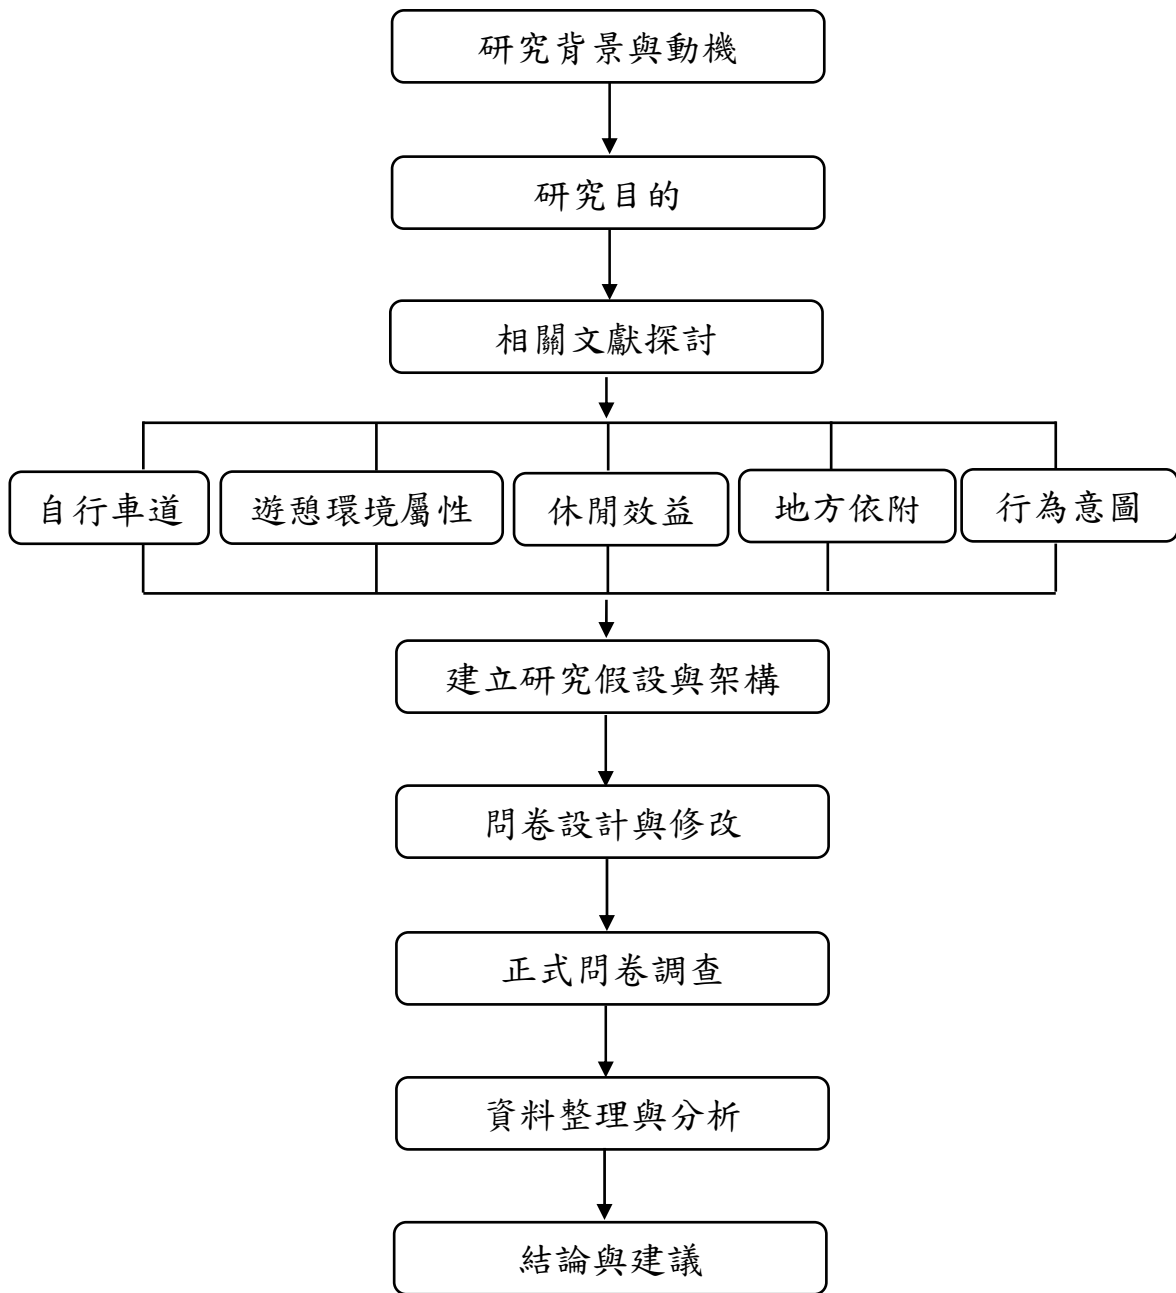 研究背景與動機
研究目的
相關文獻探討
自行車道
遊憩環境屬性
休閒效益
地方依附
行為意圖
建立研究假設與架構
問卷設計與修改
正式問卷調查
資料整理與分析
結論與建議